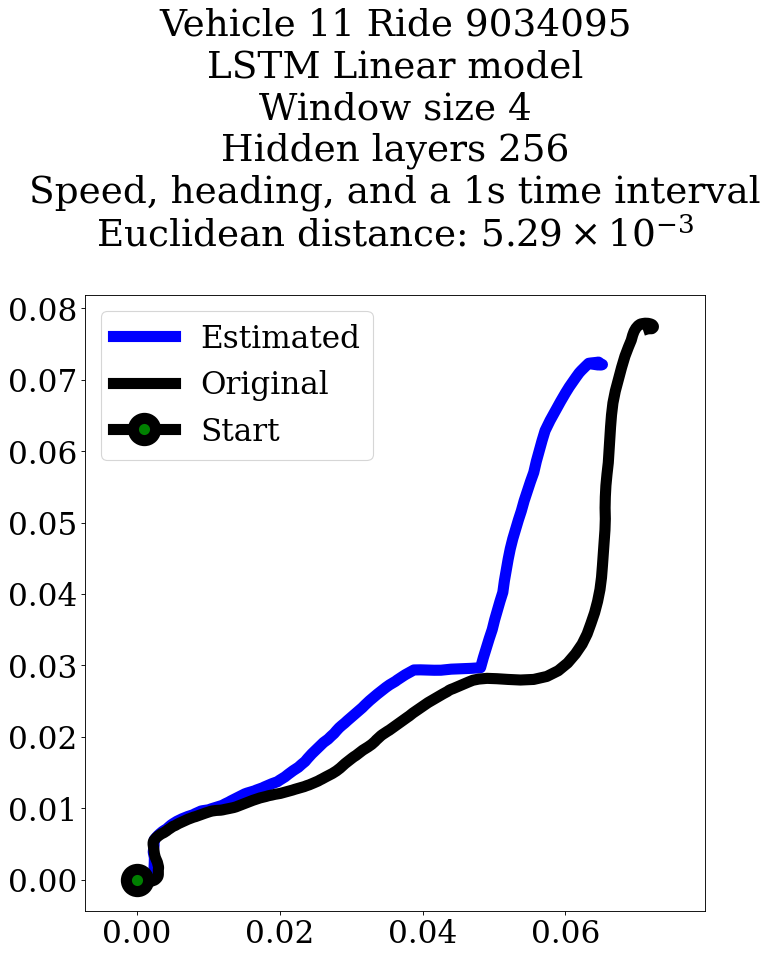 Vehicle 11 Ride 9034095
LSTM Linear model
Window size 4
Hidden layers 256
Speed, heading, and a 1s time interval
Euclidean distance: 5.29 × 10⁻³
0.08
0.07
0.06
0.05
0.04
0.03
0.02
0.01
0.00
Estimated
Original
Start
0.00 0.02 0.04 0.06